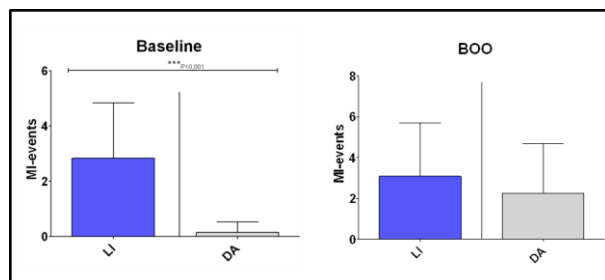 Baseline
***P<0,001
MI-events
6
4
2
0
LI
DA
BOO
MI-events
8
6
4
2
0
LI
DA